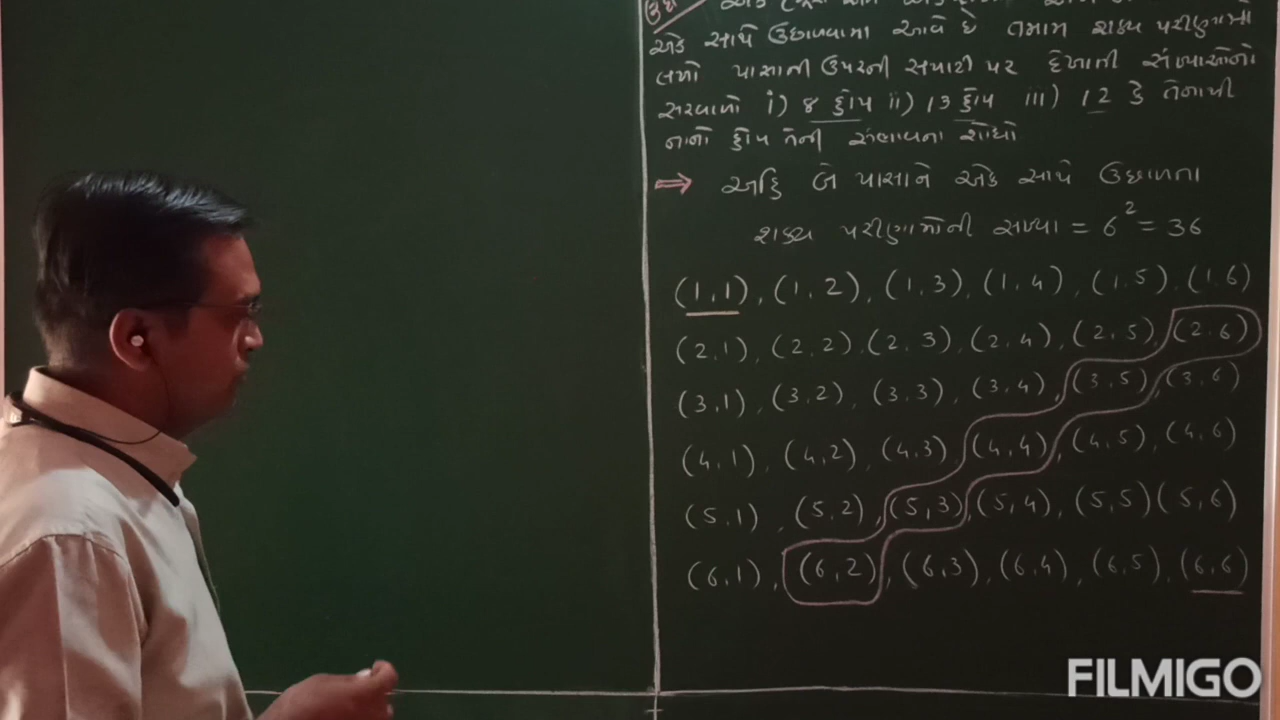 ઉદા
એક સાથે ઉછાળવામા આવે છે તમામ શક્ય પરીણામો
લખો પાસાની ઉપરની સપાટી પર દેખાતી સંખ્યાઓનો
સરવાળો i) 8 હોય ii) 13 હોય iii) 12 કે તેનાથી
નાનો હોય તેની સંભાવના શોધો
⇒ અહિ બે પાસાને એક સાથે ઉછાળતા
શક્ય પરીણામોની સંખ્યા = 6² = 36
(1,1), (1,2), (1,3), (1,4), (1,5), (1,6)
(2,1), (2,2), (2,3), (2,4), (2,5), (2,6)
(3,1), (3,2), (3,3), (3,4), (3,5), (3,6)
(4,1), (4,2), (4,3), (4,4), (4,5), (4,6)
(5,1), (5,2), (5,3), (5,4), (5,5) (5,6)
(6,1), (6,2), (6,3), (6,4), (6,5), (6,6)
FILMIGO